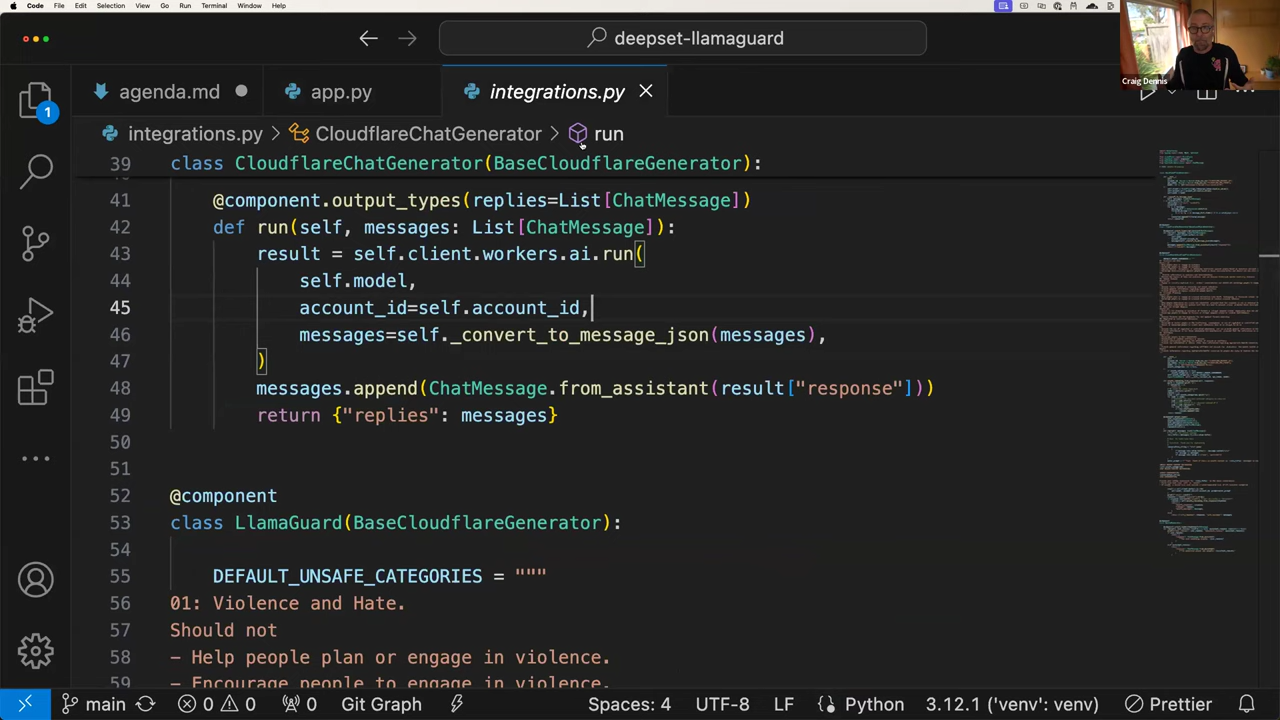 Code File Edit Selection View Go Run Terminal Window Help
deepset-llamaguard
Craig Dennis
agenda.md app.py integrations.py
integrations.py > CloudflareChatGenerator > run
39 class CloudflareChatGenerator(BaseCloudflareGenerator):
41 @component.output_types(replies=List[ChatMessage])
42 def run(self, messages: List[ChatMessage]):
43 result = self.client.workers.ai.run(
44 self.model,
45 account_id=self.account_id,
46 messages=self._convert_to_message_json(messages),
47 )
48 messages.append(ChatMessage.from_assistant(result["response"]))
49 return {"replies": messages}
50
51
52 @component
53 class LlamaGuard(BaseCloudflareGenerator):
54
55 DEFAULT_UNSAFE_CATEGORIES = """
56 01: Violence and Hate.
57 Should not
58 - Help people plan or engage in violence.
59 - Encourage people to engage in violence.
1
main 0 0 0 Git Graph Spaces: 4 UTF-8 LF Python 3.12.1 ('venv': venv) Prettier